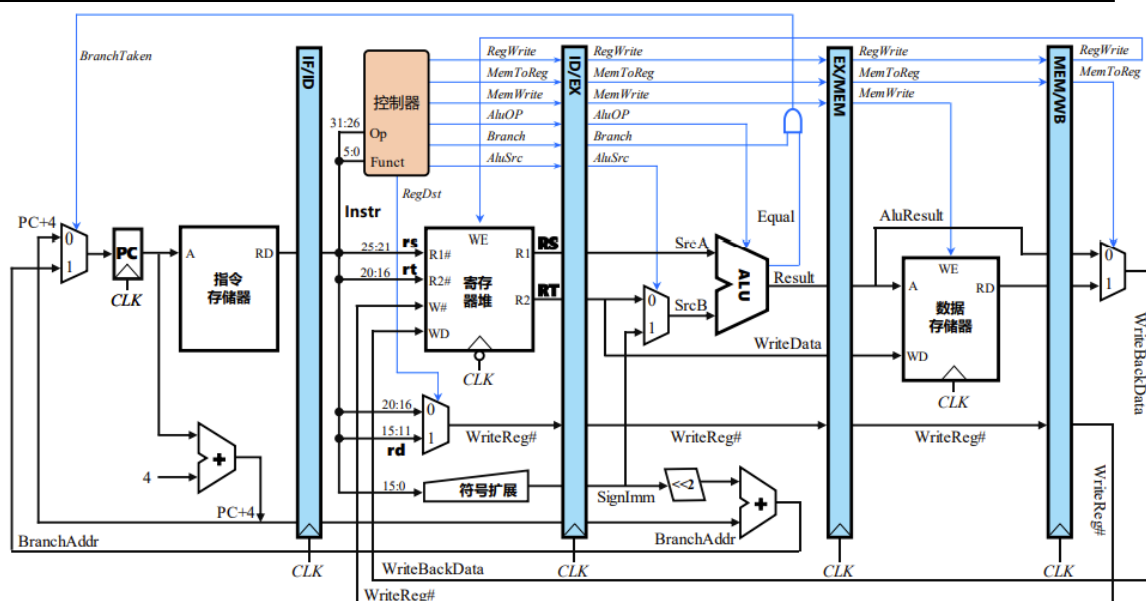 BranchTaken
IF/ID
控制器
Op
Funct
31:26
5:0
RegWrite
MemToReg
MemWrite
AluOP
Branch
AluSrc
RegDst
ID/EX
RegWrite
MemToReg
MemWrite
AluOP
Branch
AluSrc
EX/MEM
RegWrite
MemToReg
MemWrite
MEM/WB
RegWrite
MemToReg
PC+4
0
1
PC
CLK
A
RD
指令
存储器
Instr
25:21
rs
20:16
rt
R1#
R2#
W#
WD
WE
R1
R2
寄存
器堆
CLK
RS
RT
0
1
SrcA
SrcB
ALU
Equal
Result
WriteData
AluResult
WE
A
RD
WD
数据
存储器
CLK
0
1
WriteBackData
20:16
15:11
rd
0
1
WriteReg#
WriteReg#
WriteReg#
WriteReg#
4
+
PC+4
15:0
符号扩展
SignImm
<<2
+
BranchAddr
BranchAddr
CLK
CLK
CLK
CLK
WriteBackData
WriteReg#